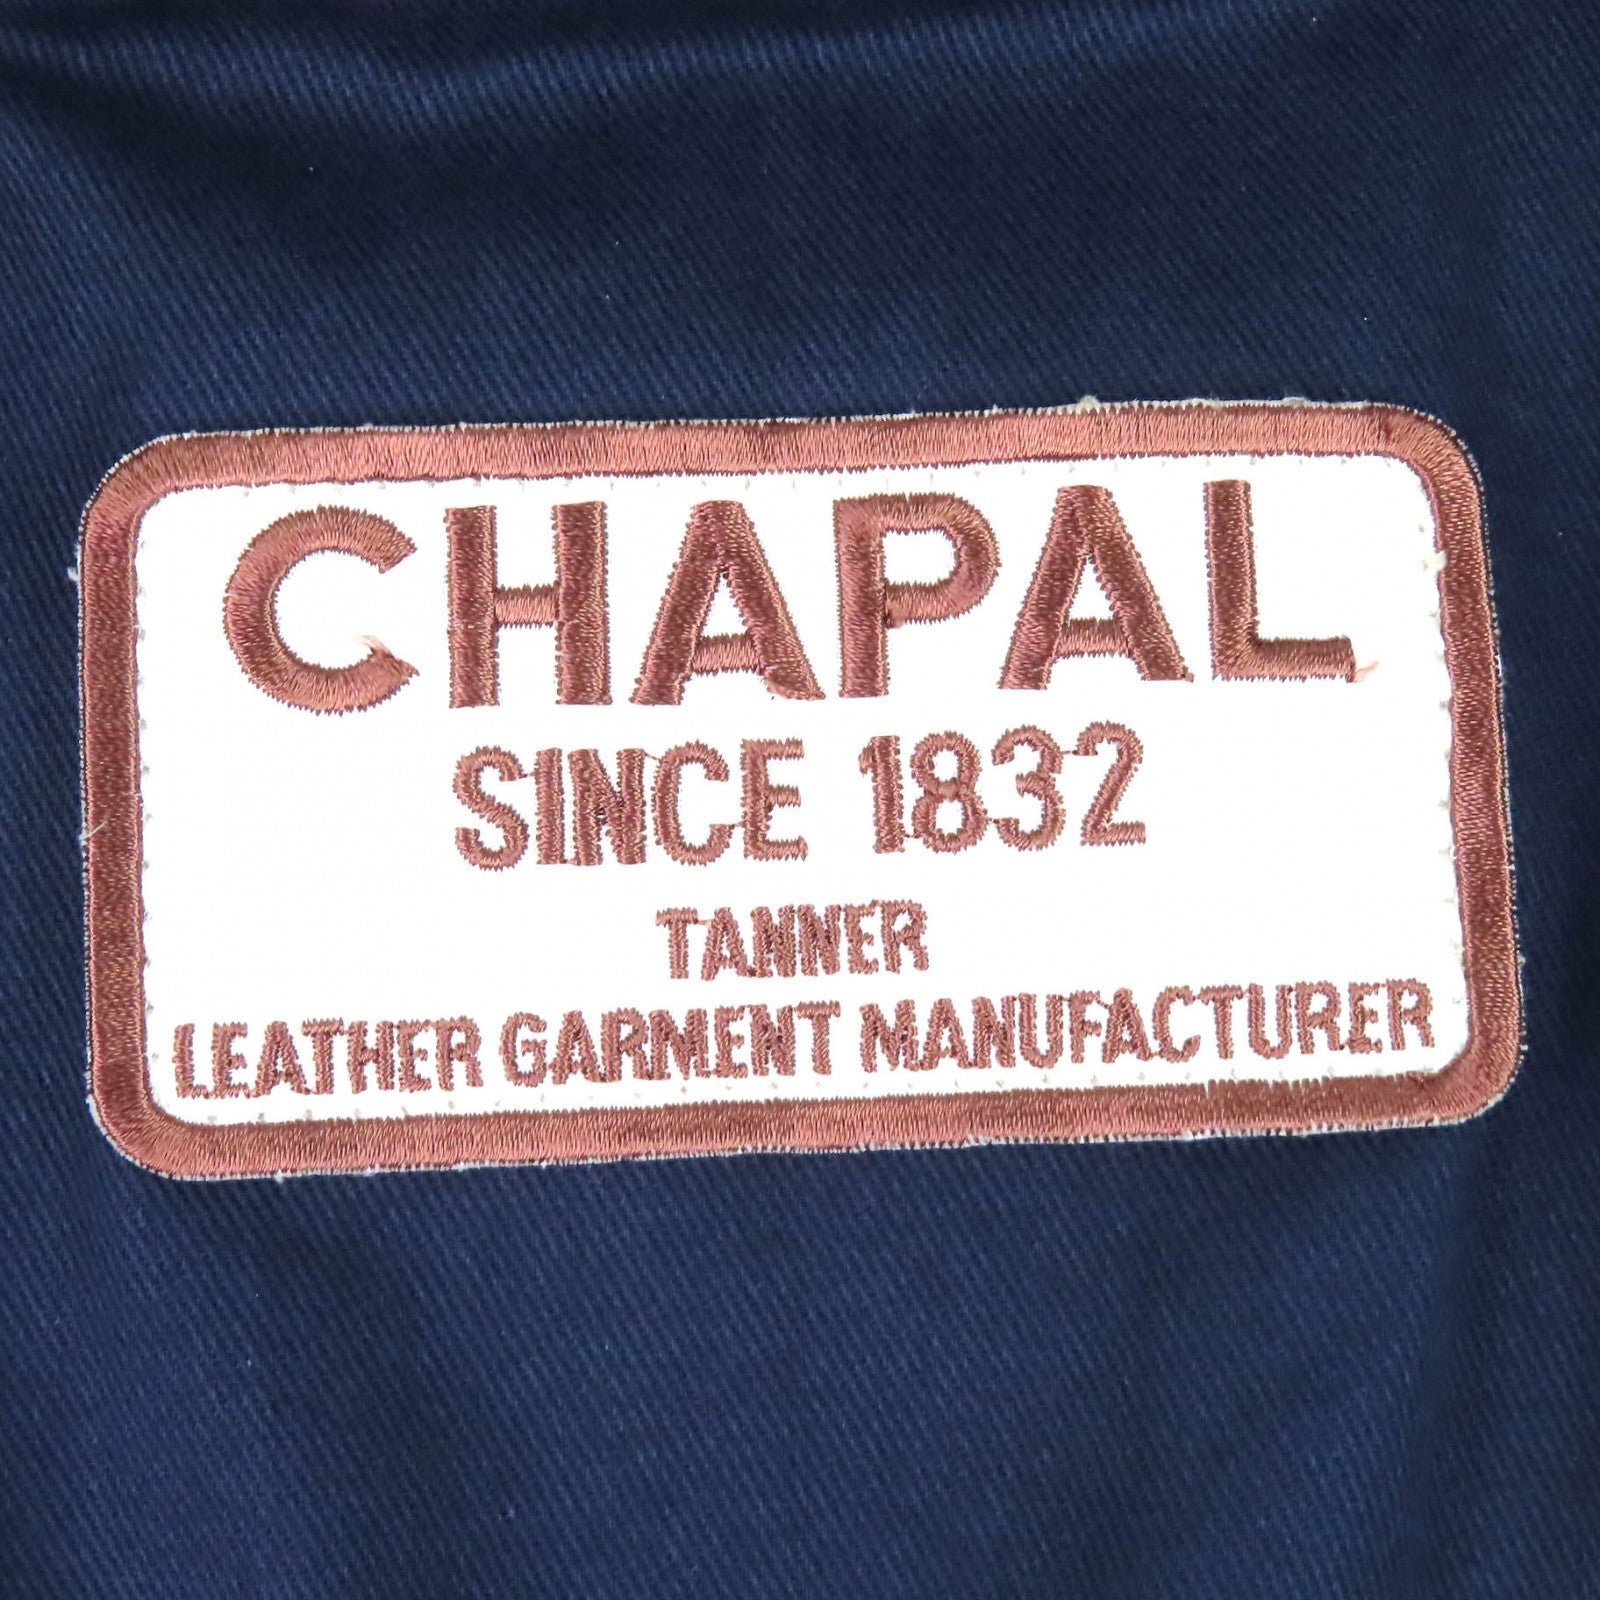 CHAPAL
SINCE 1832
TANNER
LEATHER GARMENT MANUFACTURER